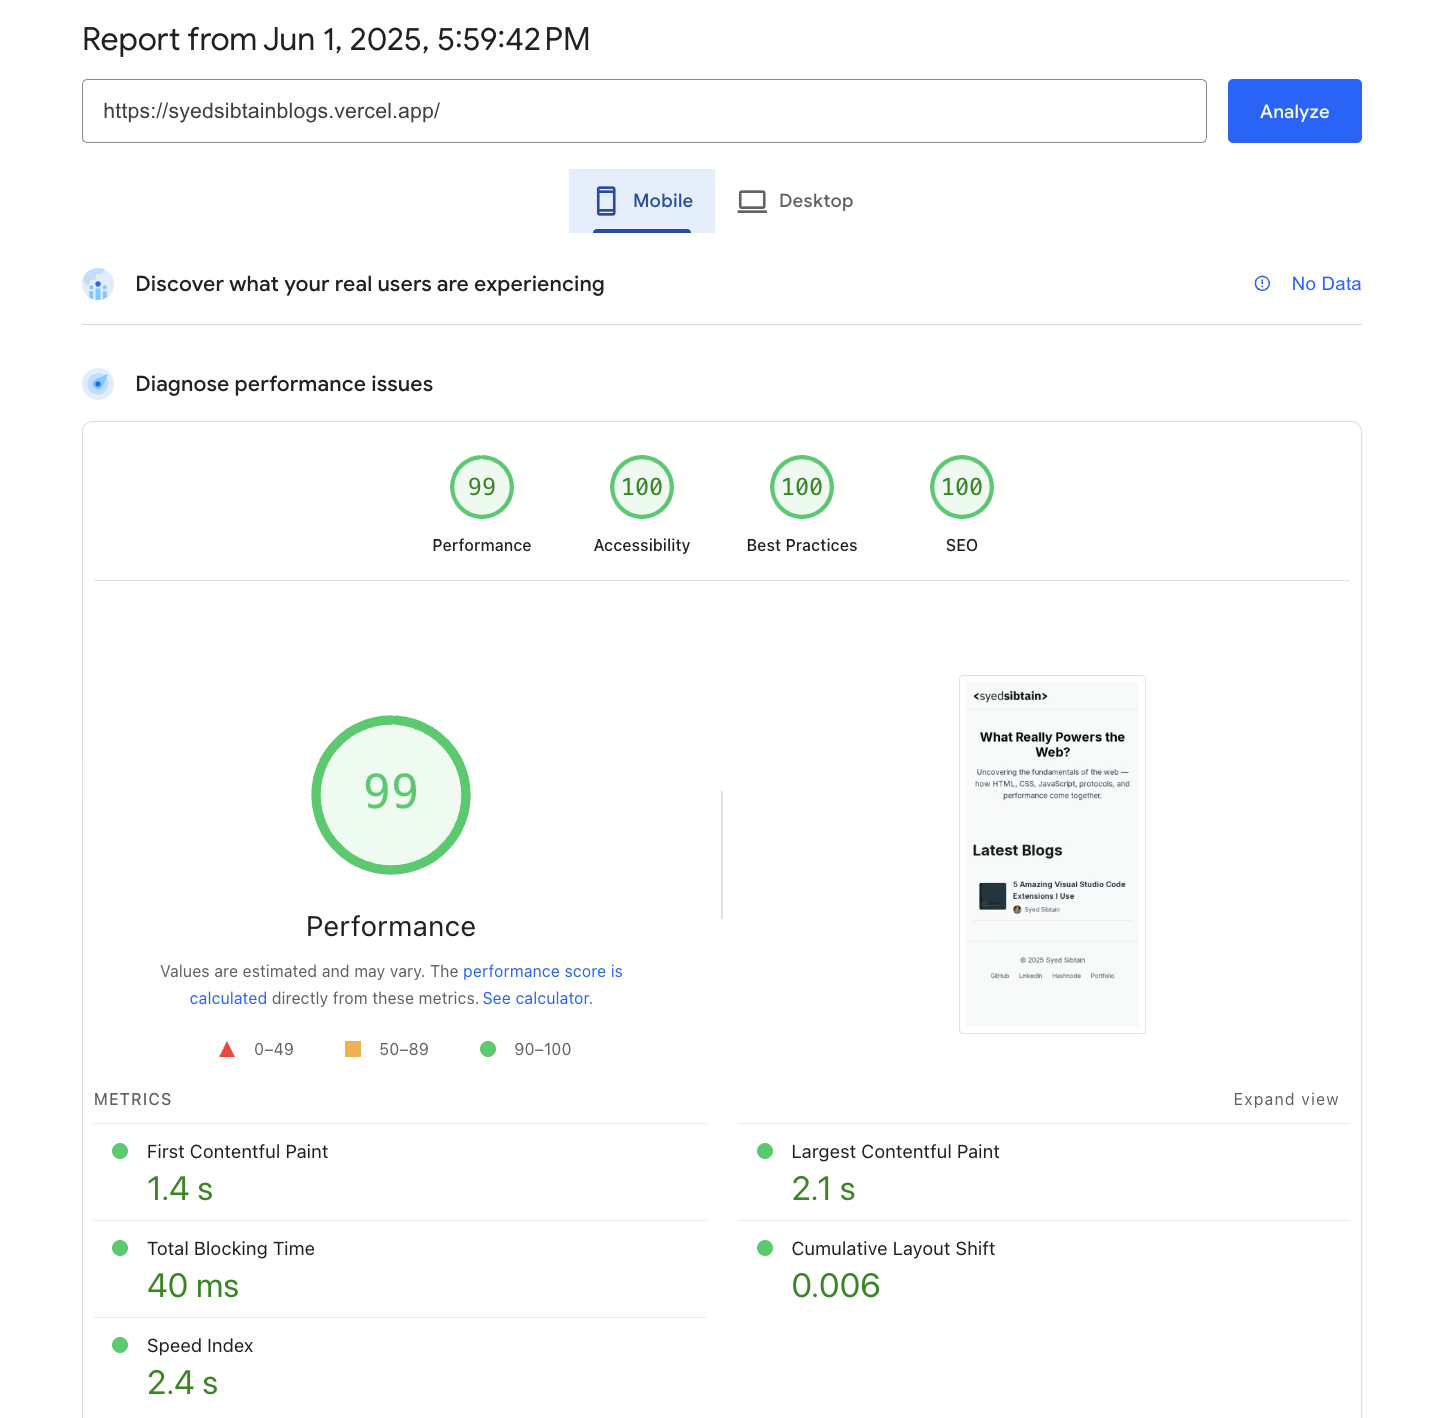 Report from Jun 1, 2025, 5:59:42 PM
https://syedsibtainblogs.vercel.app/
Analyze
Mobile
Desktop
Discover what your real users are experiencing
No Data
Diagnose performance issues
99
100
100
100
Performance
Accessibility
Best Practices
SEO
99
Performance
Values are estimated and may vary. The performance score is
calculated directly from these metrics. See calculator.
0–49
50–89
90–100
<syedsibtain>
What Really Powers the
Web?
Uncovering the fundamentals of the web —
how HTML, CSS, JavaScript, protocols, and
performance come together.
Latest Blogs
5 Amazing Visual Studio Code
Extensions I Use
Syed Sibtain
© 2025 Syed Sibtain
GitHub LinkedIn Hashnode Portfolio
METRICS
Expand view
First Contentful Paint
1.4 s
Largest Contentful Paint
2.1 s
Total Blocking Time
40 ms
Cumulative Layout Shift
0.006
Speed Index
2.4 s